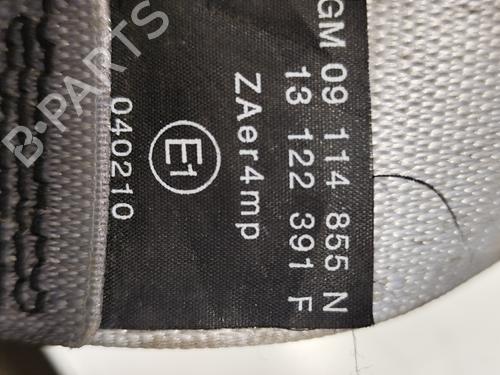 GM 09 114 855 N
13 122 391 F
ZAer4mp
E1
040210
B-PARTS